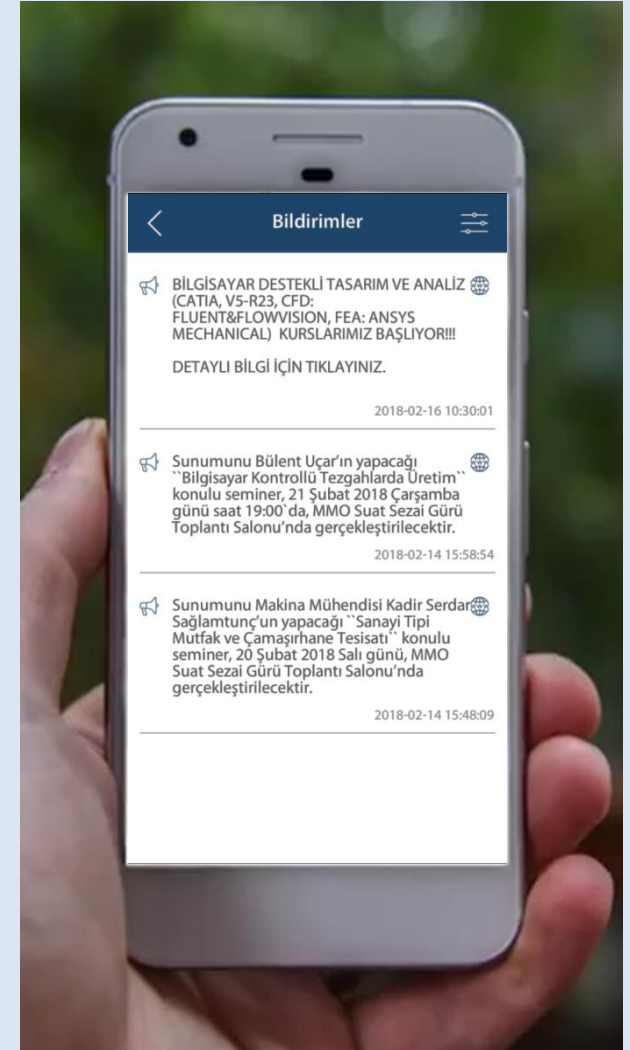 Bildirimler
BİLGİSAYAR DESTEKLİ TASARIM VE ANALİZ
(CATIA, V5-R23, CFD:
FLUENT&FLOWVISION, FEA: ANSYS
MECHANICAL) KURSLARIMIZ BAŞLIYOR!!!
DETAYLI BİLGİ İÇİN TIKLAYINIZ.
2018-02-16 10:30:01
Sunumunu Bülent Uçar'ın yapacağı
``Bilgisayar Kontrollü Tezgahlarda Üretim``
konulu seminer, 21 Şubat 2018 Çarşamba
günü saat 19:00`da, MMO Suat Sezai Gürü
Toplantı Salonu'nda gerçekleştirilecektir.
2018-02-14 15:58:54
Sunumunu Makina Mühendisi Kadir Serdar
Sağlamtunç'un yapacağı ``Sanayi Tipi
Mutfak ve Çamaşırhane Tesisatı`` konulu
seminer, 20 Şubat 2018 Salı günü, MMO
Suat Sezai Gürü Toplantı Salonu'nda
gerçekleştirilecektir.
2018-02-14 15:48:09